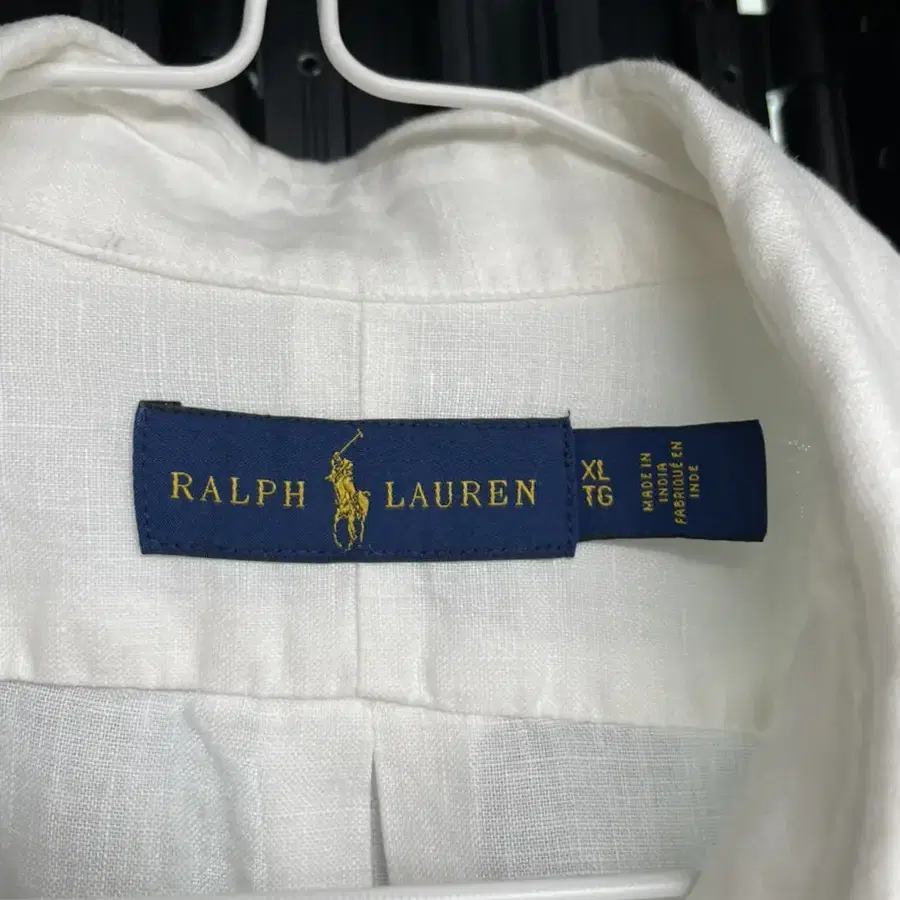 RALPH LAUREN
XL
TG
MADE IN
INDIA
FABRIQUÉ EN
INDE